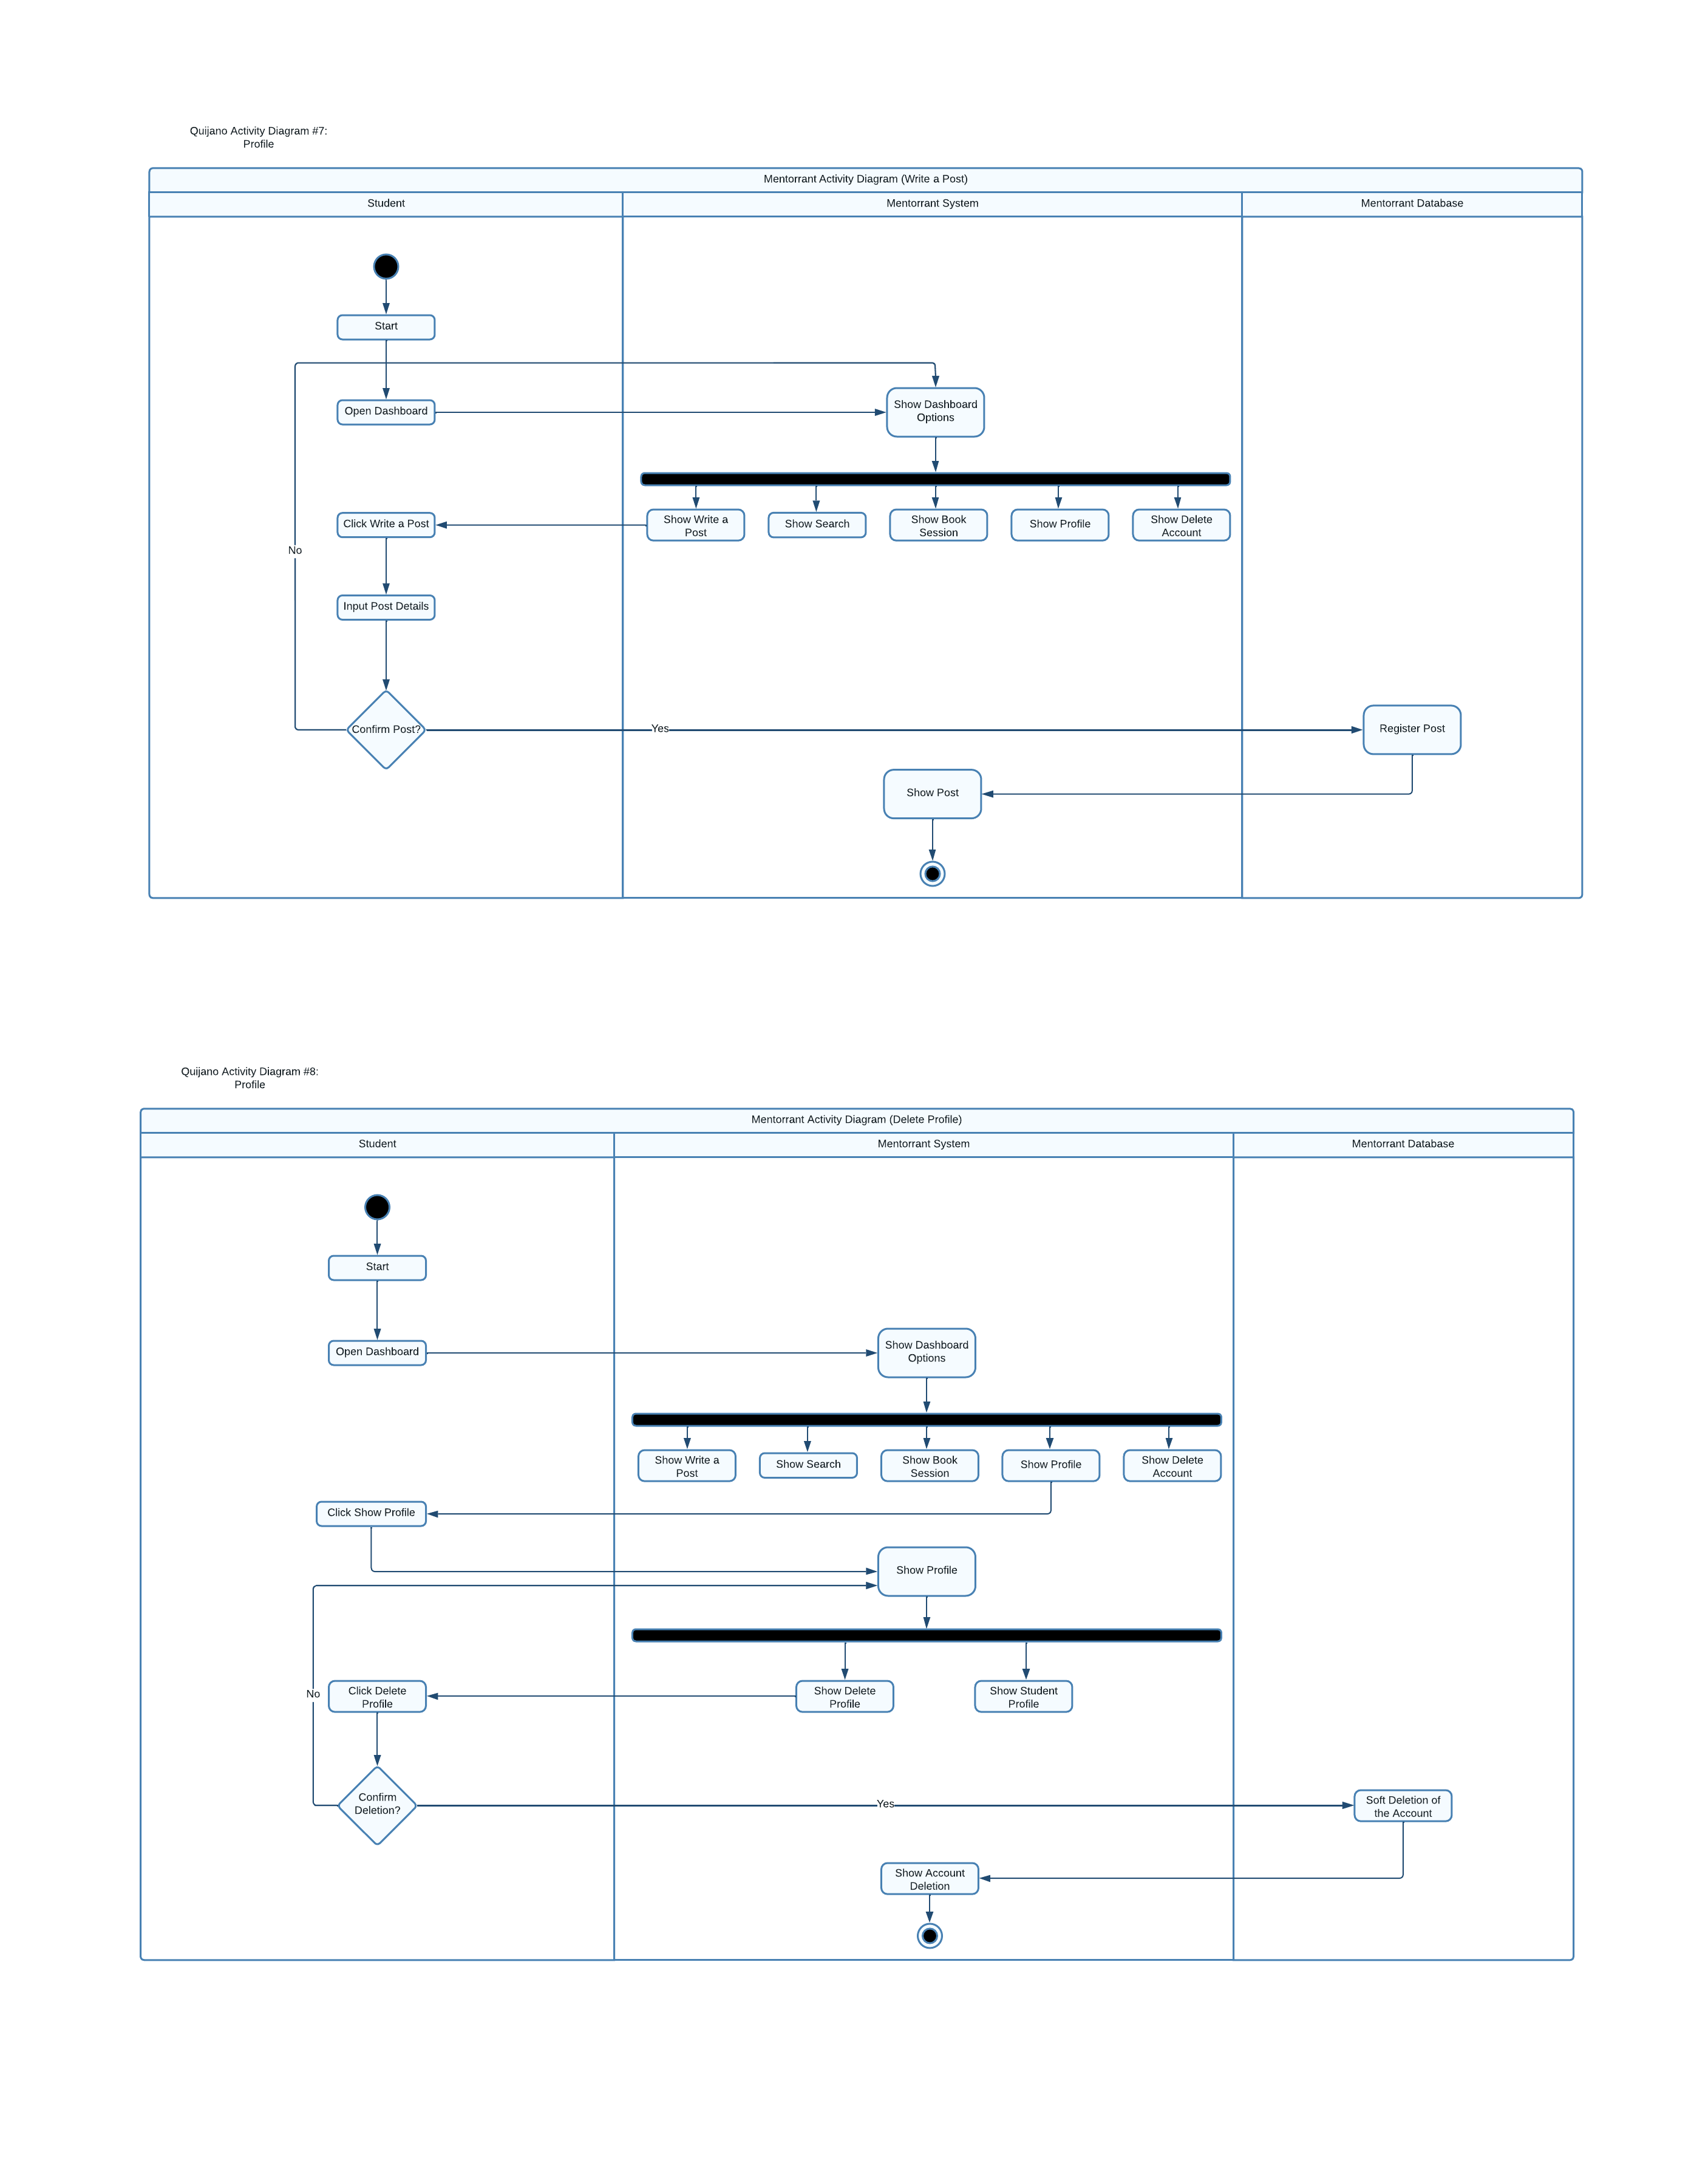 Quijano Activity Diagram #7:
Profile
Mentorrant Activity Diagram (Write a Post)
Student
Mentorrant System
Mentorrant Database
Start
Open Dashboard
Show Dashboard
Options
Click Write a Post
Show Write a
Post
Show Search
Show Book
Session
Show Profile
Show Delete
Account
No
Input Post Details
Confirm Post?
Yes
Register Post
Show Post
Quijano Activity Diagram #8:
Profile
Mentorrant Activity Diagram (Delete Profile)
Student
Mentorrant System
Mentorrant Database
Start
Open Dashboard
Show Dashboard
Options
Show Write a
Post
Show Search
Show Book
Session
Show Profile
Show Delete
Account
Click Show Profile
Show Profile
No
Click Delete
Profile
Show Delete
Profile
Show Student
Profile
Confirm
Deletion?
Yes
Soft Deletion of
the Account
Show Account
Deletion